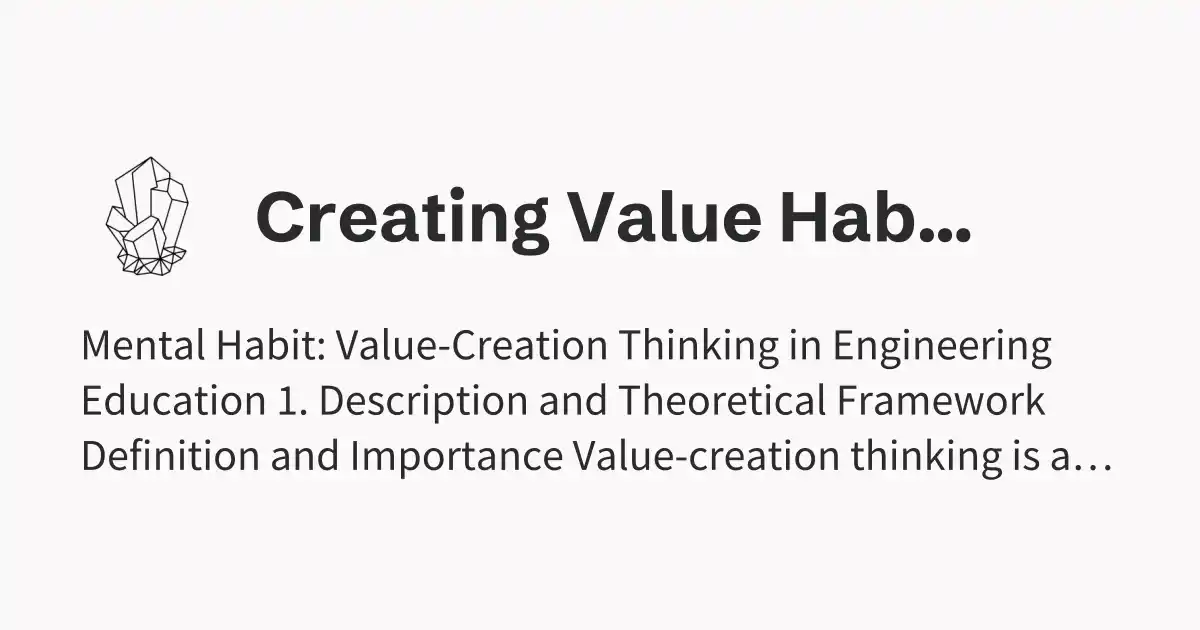 Creating Value Hab...
Mental Habit: Value-Creation Thinking in Engineering
Education 1. Description and Theoretical Framework
Definition and Importance Value-creation thinking is a…